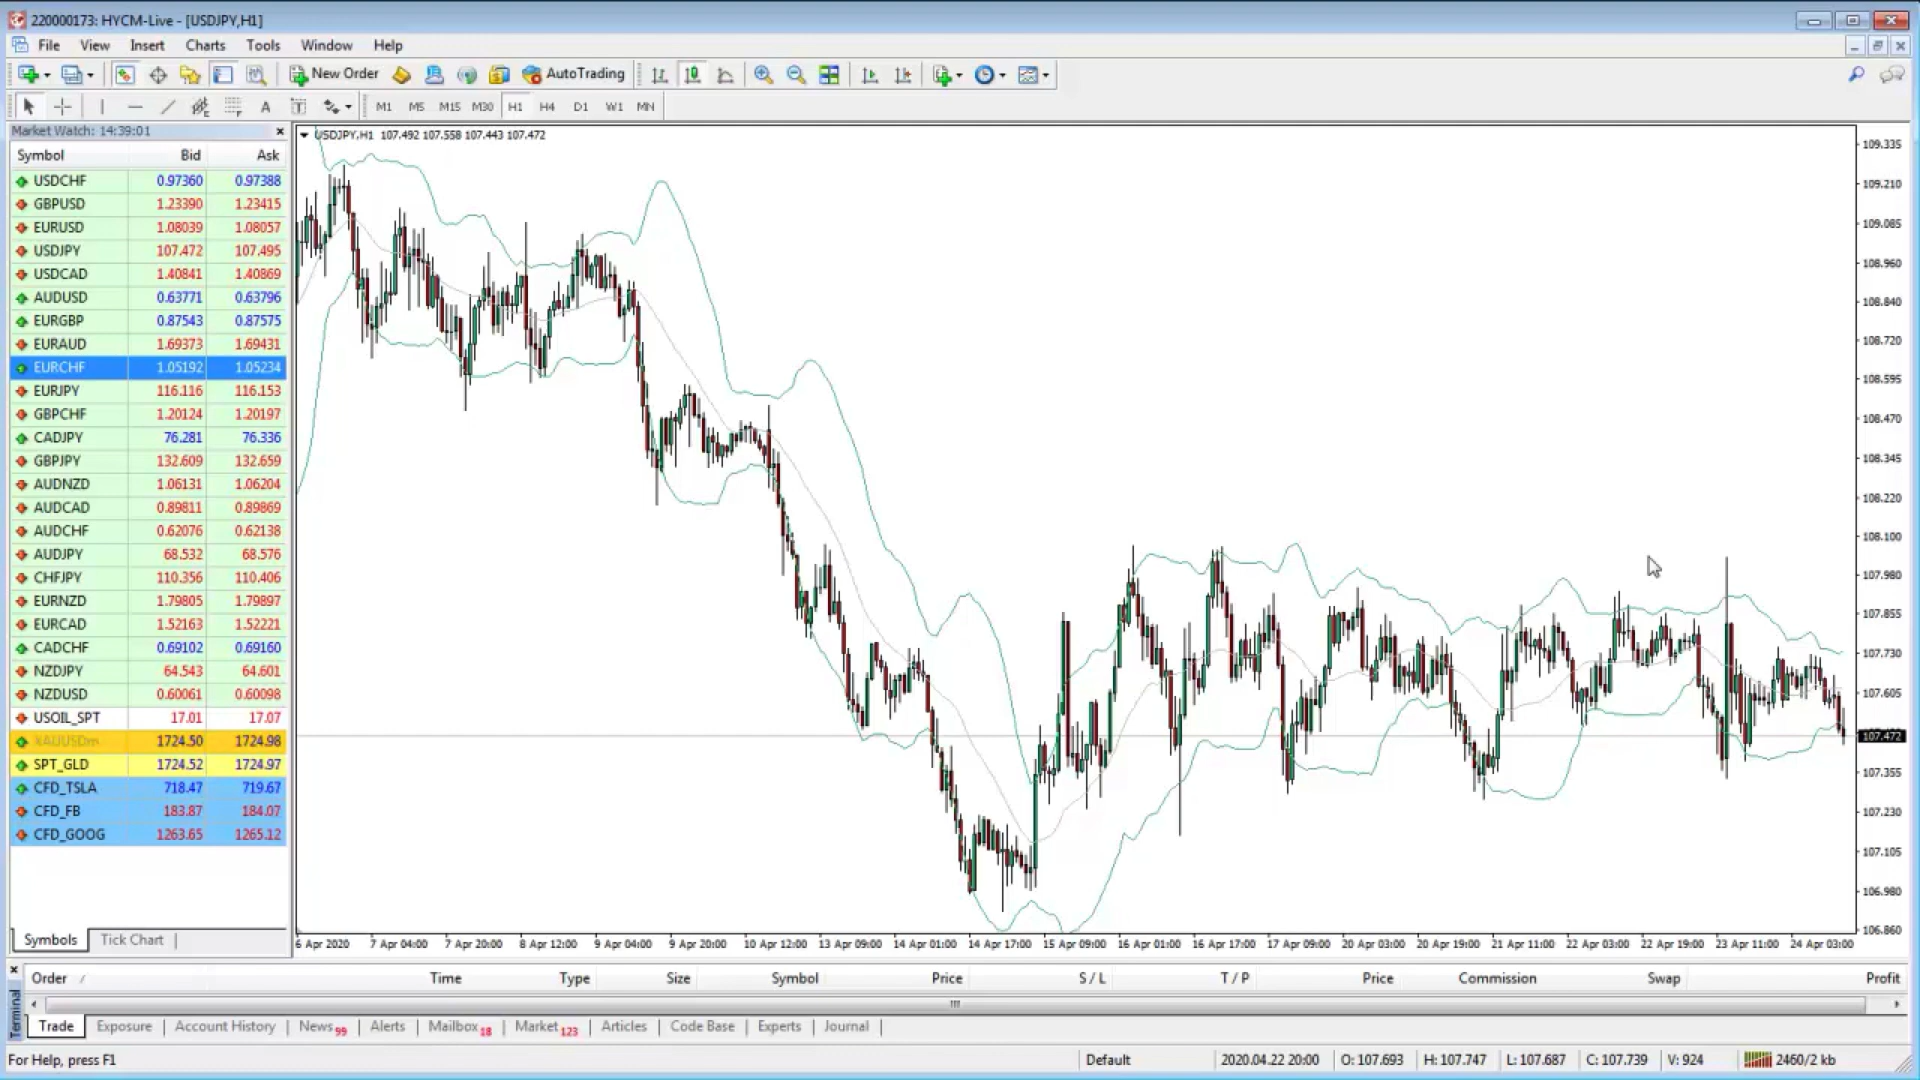 220000173: HYCM-Live - [USDJPY,H1]
File View Insert Charts Tools Window Help
New Order AutoTrading
A T M1 M5 M15 M30 H1 H4 D1 W1 MN
Market Watch: 14:39:01
USDJPY,H1 107.492 107.558 107.443 107.472
Symbol Bid Ask
USDCHF 0.97360 0.97388
GBPUSD 1.23390 1.23415
EURUSD 1.08039 1.08057
USDJPY 107.472 107.495
USDCAD 1.40841 1.40869
AUDUSD 0.63771 0.63796
EURGBP 0.87543 0.87575
EURAUD 1.69373 1.69431
EURCHF 1.05192 1.05234
EURJPY 116.116 116.153
GBPCHF 1.20124 1.20197
CADJPY 76.281 76.336
GBPJPY 132.609 132.659
AUDNZD 1.06131 1.06204
AUDCAD 0.89811 0.89869
AUDCHF 0.62076 0.62138
AUDJPY 68.532 68.576
CHFJPY 110.356 110.406
EURNZD 1.79805 1.79897
EURCAD 1.52163 1.52221
CADCHF 0.69102 0.69160
NZDJPY 64.543 64.601
NZDUSD 0.60061 0.60098
USOIL_SPT 17.01 17.07
XAUUSDm 1724.50 1724.98
SPT_GLD 1724.52 1724.97
CFD_TSLA 718.47 719.67
CFD_FB 183.87 184.07
CFD_GOOG 1263.65 1265.12
Symbols Tick Chart
109.335
109.210
109.085
108.960
108.840
108.720
108.595
108.470
108.345
108.220
108.100
107.980
107.855
107.730
107.605
107.472
107.355
107.230
107.105
106.980
106.860
6 Apr 2020 7 Apr 04:00 7 Apr 20:00 8 Apr 12:00 9 Apr 04:00 9 Apr 20:00 10 Apr 12:00 13 Apr 09:00 14 Apr 01:00 14 Apr 17:00 15 Apr 09:00 16 Apr 01:00 16 Apr 17:00 17 Apr 09:00 20 Apr 03:00 20 Apr 19:00 21 Apr 11:00 22 Apr 03:00 22 Apr 19:00 23 Apr 11:00 24 Apr 03:00
Order / Time Type Size Symbol Price S / L T / P Price Commission Swap Profit
Terminal
Trade Exposure Account History News 99 Alerts Mailbox 18 Market 123 Articles Code Base Experts Journal
For Help, press F1 Default 2020.04.22 20:00 O: 107.693 H: 107.747 L: 107.687 C: 107.739 V: 924 2460/2 kb